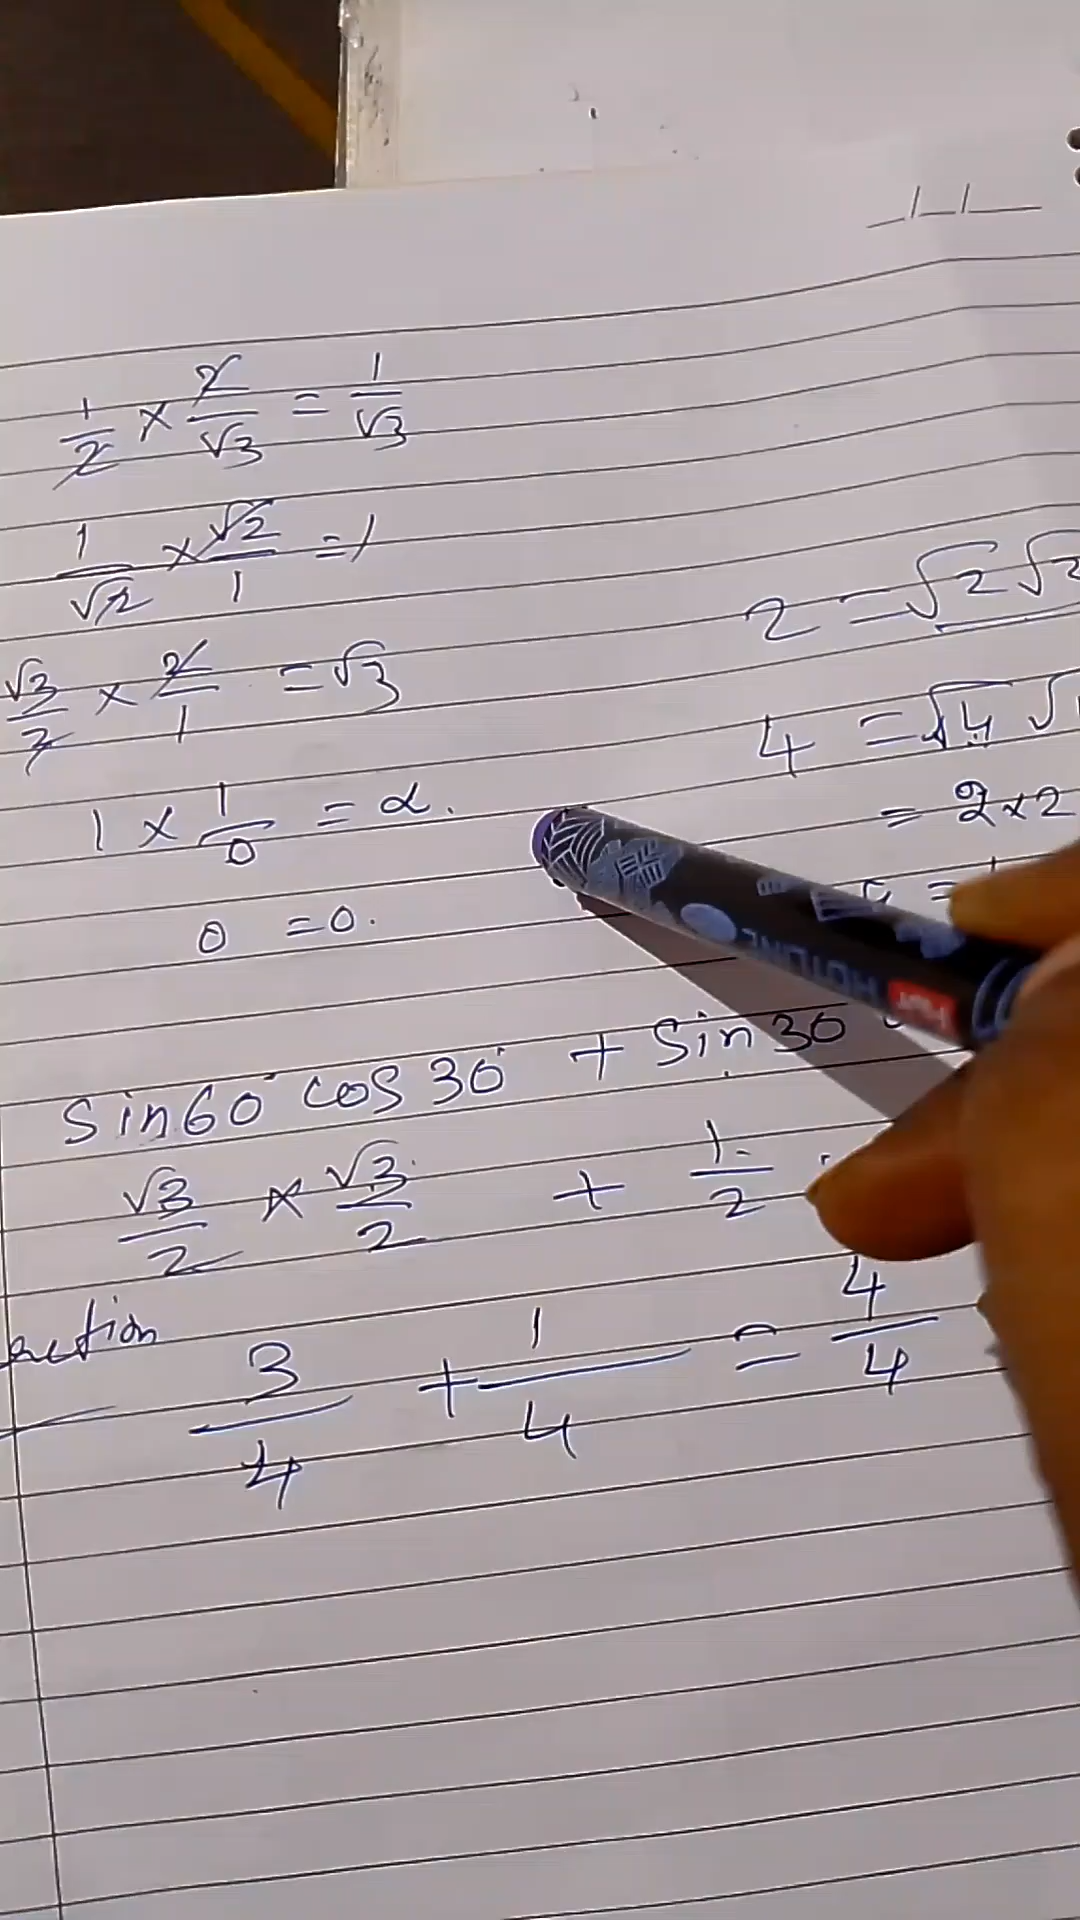 1/2 × 2/√3 = 1/√3
1/√2 × √2/1 = 1
√3/2 × 2/1 = √3
1 × 1/0 = α.
0 = 0.
2 = √2 √2
4 = √4 √
= 2×2
sin60° cos30° + Sin30
√3/2 × √3/2 + 1/2
3/4 + 1/4 = 4/4
HOTLINE